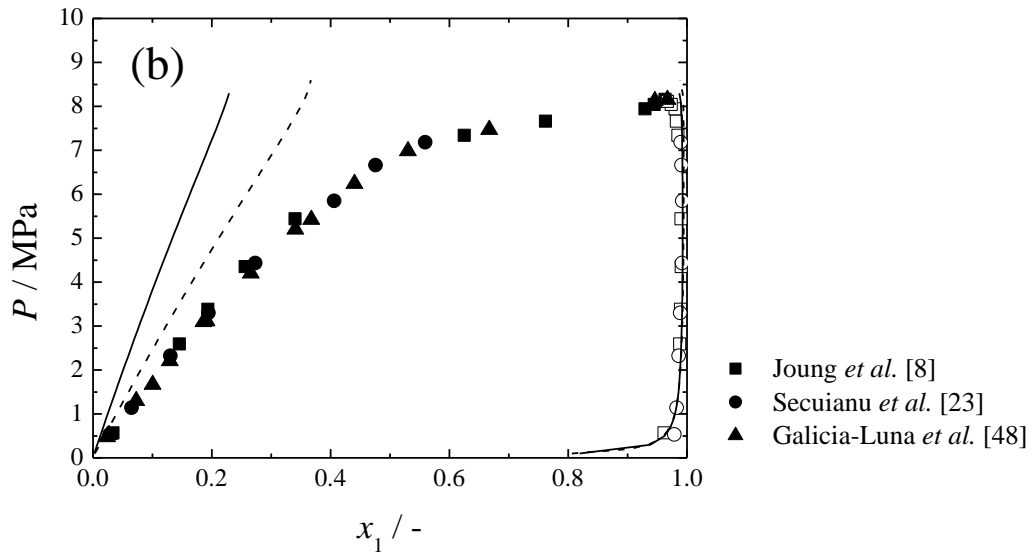 (b)
P / MPa
10
9
8
7
6
5
4
3
2
1
0
0.0 0.2 0.4 0.6 0.8 1.0
x1 / -
Joung et al. [8]
Secuianu et al. [23]
Galicia-Luna et al. [48]